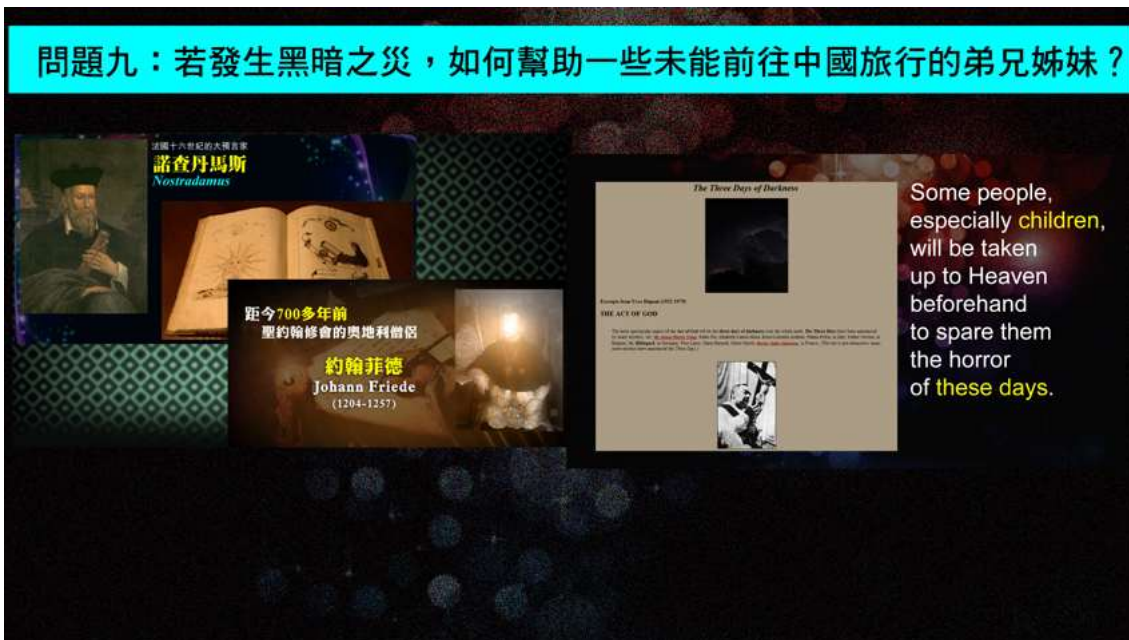 問題九：若發生黑暗之災，如何幫助一些未能前往中國旅行的弟兄姊妹？
法國十六世紀的大預言家
諾查丹馬斯
Nostradamus
距今700多年前
聖約翰修會的奧地利僧侶
約翰菲德
Johann Friede
(1204-1257)
The Three Days of Darkness
THE ACT OF GOD
Some people,
especially children,
will be taken
up to Heaven
beforehand
to spare them
the horror
of these days.